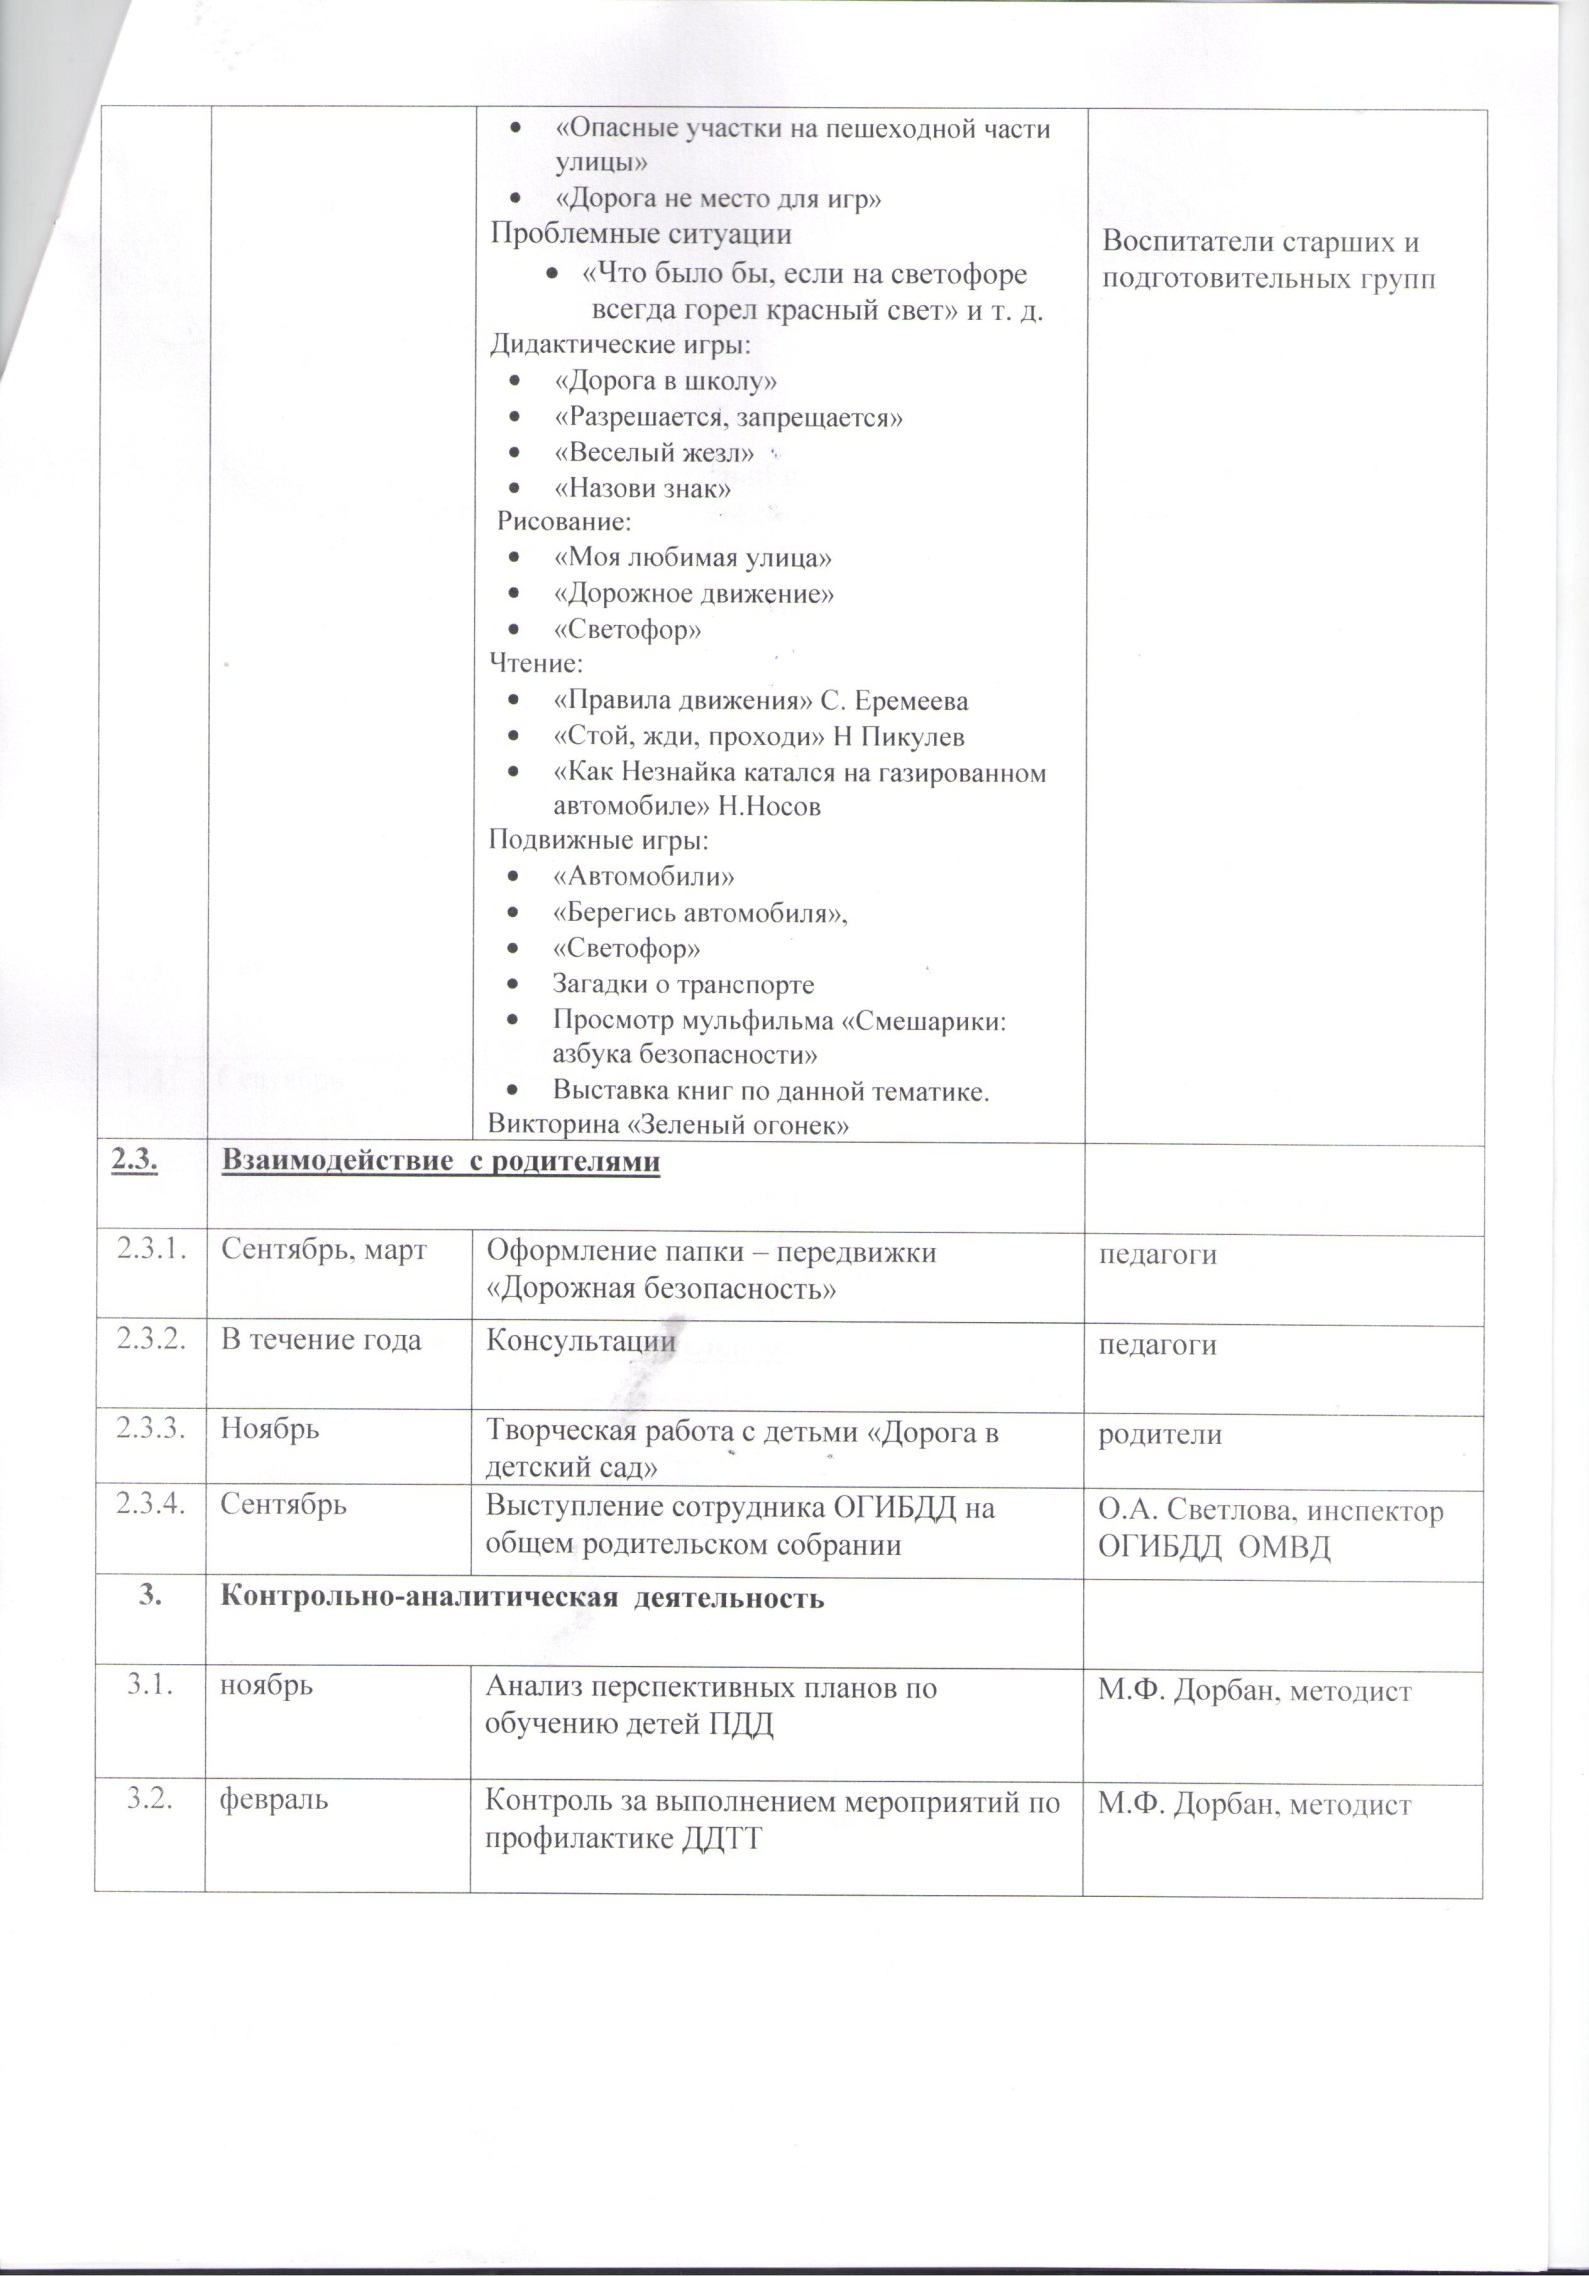 • «Опасные участки на пешеходной части
улицы»
• «Дорога не место для игр»
Проблемные ситуации
• «Что было бы, если на светофоре
всегда горел красный свет» и т. д.
Воспитатели старших и
подготовительных групп
Дидактические игры:
• «Дорога в школу»
• «Разрешается, запрещается»
• «Веселый жезл»
• «Назови знак»
Рисование:
• «Моя любимая улица»
• «Дорожное движение»
• «Светофор»
Чтение:
• «Правила движения» С. Еремеева
• «Стой, жди, проходи» Н Пикулев
• «Как Незнайка катался на газированном
автомобиле» Н.Носов
Подвижные игры:
• «Автомобили»
• «Берегись автомобиля»,
• «Светофор»
• Загадки о транспорте
• Просмотр мульфильма «Смешарики:
азбука безопасности»
• Выставка книг по данной тематике.
Викторина «Зеленый огонек»
2.3. Взаимодействие с родителями
2.3.1. Сентябрь, март Оформление папки – передвижки педагоги
«Дорожная безопасность»
2.3.2. В течение года Консультации педагоги
2.3.3. Ноябрь Творческая работа с детьми «Дорога в родители
детский сад»
2.3.4. Сентябрь Выступление сотрудника ОГИБДД на О.А. Светлова, инспектор
общем родительском собрании ОГИБДД ОМВД
3. Контрольно-аналитическая деятельность
3.1. ноябрь Анализ перспективных планов по М.Ф. Дорбан, методист
обучению детей ПДД
3.2. февраль Контроль за выполнением мероприятий по М.Ф. Дорбан, методист
профилактике ДДТТ